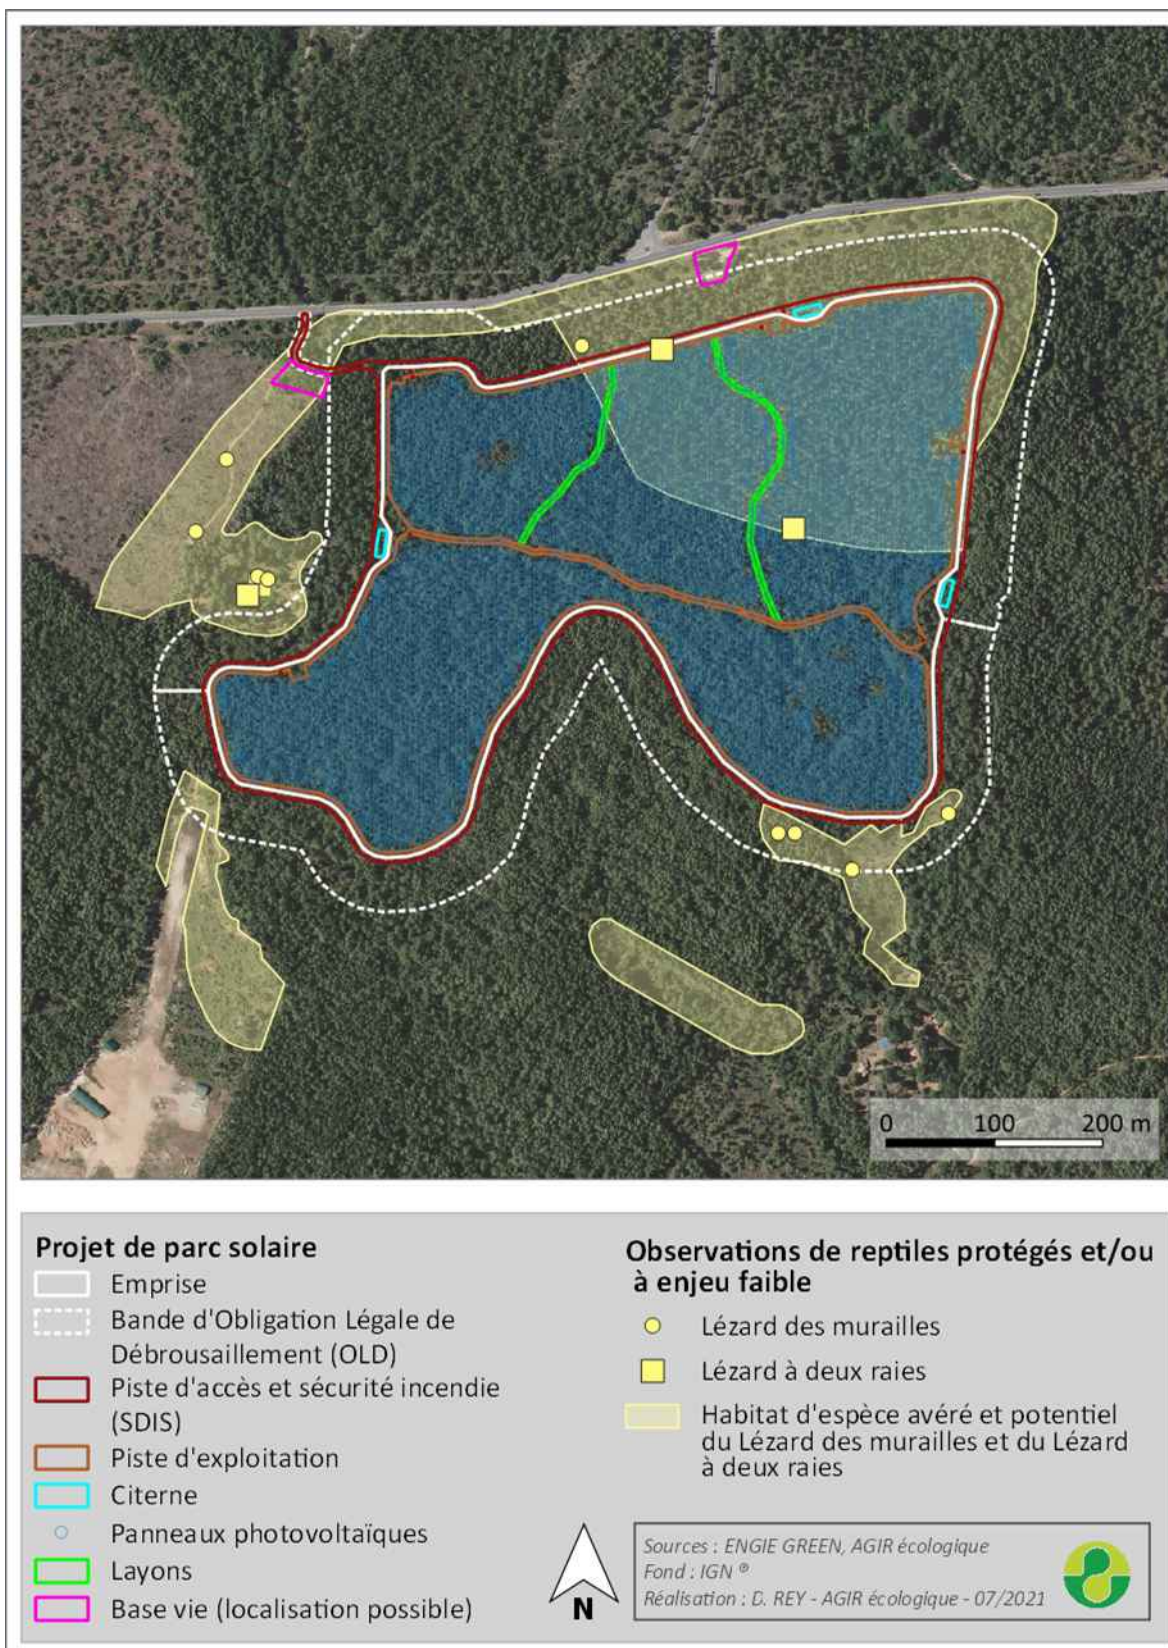 0 100 200 m
Projet de parc solaire
Emprise
Bande d'Obligation Légale de
Débrousaillement (OLD)
Piste d'accès et sécurité incendie
(SDIS)
Piste d'exploitation
Citerne
Panneaux photovoltaïques
Layons
Base vie (localisation possible)
Observations de reptiles protégés et/ou
à enjeu faible
Lézard des murailles
Lézard à deux raies
Habitat d'espèce avéré et potentiel
du Lézard des murailles et du Lézard
à deux raies
N
Sources : ENGIE GREEN, AGIR écologique
Fond : IGN ®
Réalisation : D. REY - AGIR écologique - 07/2021